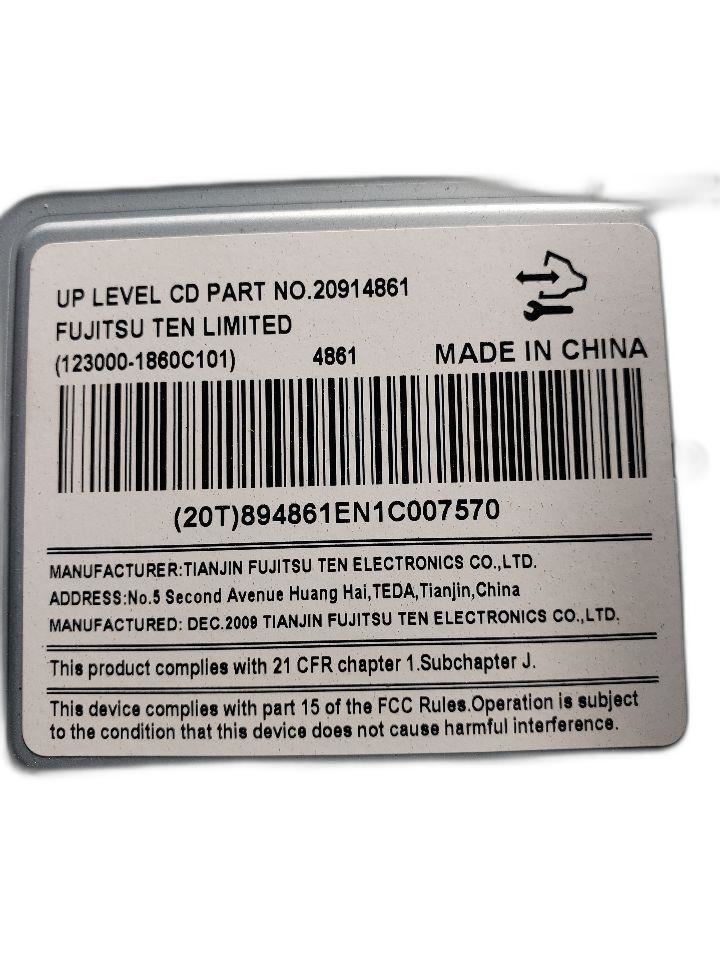 UP LEVEL CD PART NO.20914861
FUJITSU TEN LIMITED
(123000-1860C101) 4861 MADE IN CHINA
(20T)894861EN1C007570
MANUFACTURER:TIANJIN FUJITSU TEN ELECTRONICS CO.,LTD.
ADDRESS:No.5 Second Avenue Huang Hai,TEDA,Tianjin,China
MANUFACTURED: DEC.2009 TIANJIN FUJITSU TEN ELECTRONICS CO.,LTD.
This product complies with 21 CFR chapter 1.Subchapter J.
This device complies with part 15 of the FCC Rules.Operation is subject
to the condition that this device does not cause harmful interference.